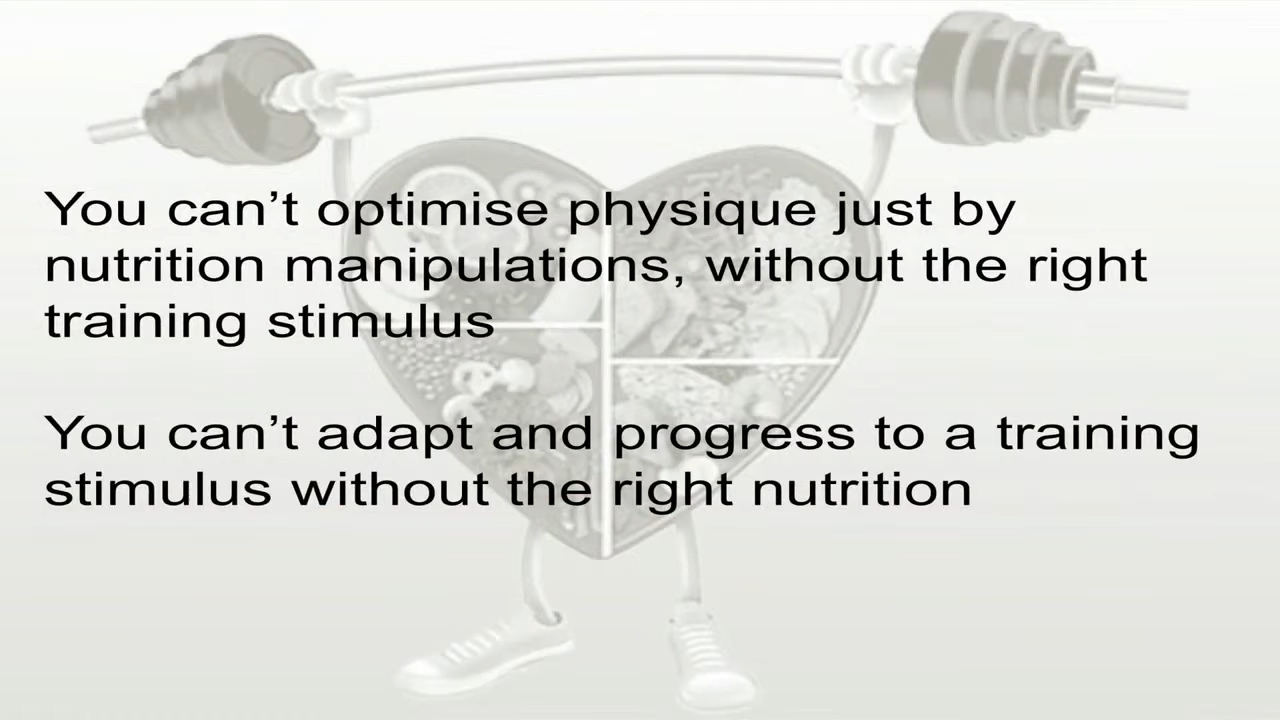 You can’t optimise physique just by
nutrition manipulations, without the right
training stimulus
You can’t adapt and progress to a training
stimulus without the right nutrition